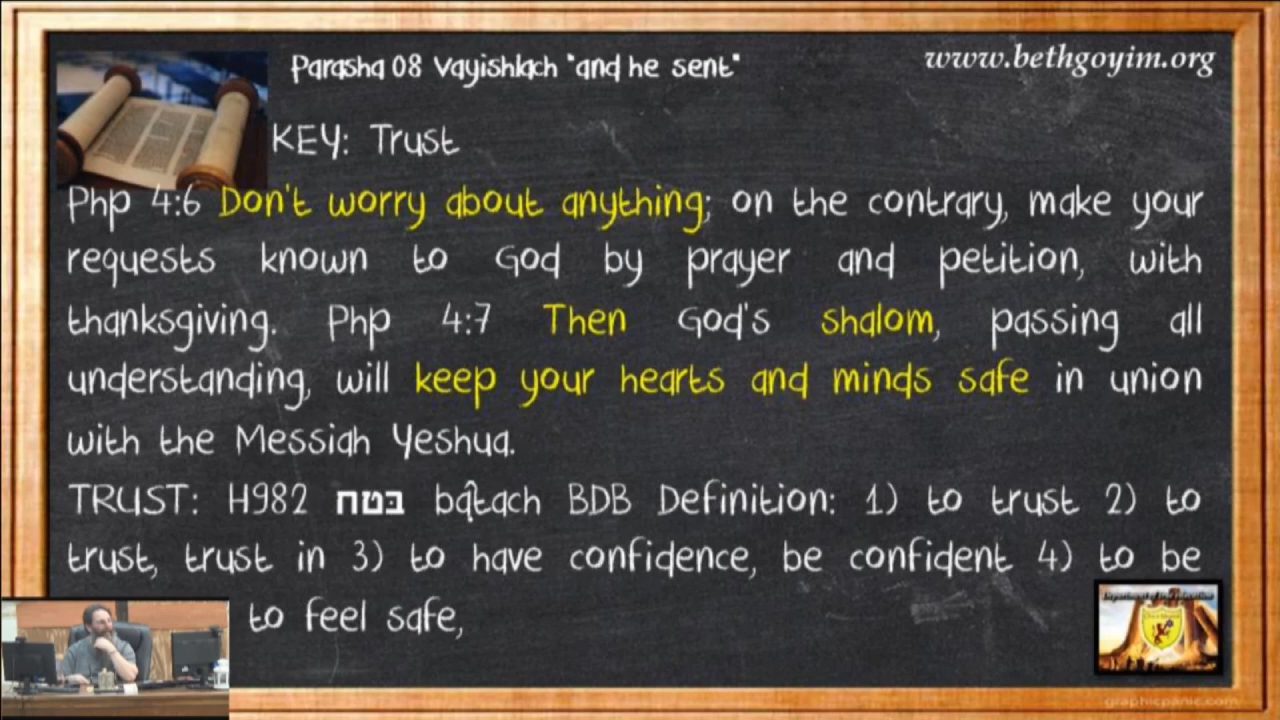 Parasha 08 Vayishlach "and he sent"
www.bethgoyim.org
KEY: Trust
Php 4:6 Don't worry about anything; on the contrary, make your
requests known to God by prayer and petition, with
thanksgiving. Php 4:7 Then God's shalom, passing all
understanding, will keep your hearts and minds safe in union
with the Messiah Yeshua.
TRUST: H982 בטח bâtach BDB Definition: 1) to trust 2) to
trust, trust in 3) to have confidence, be confident 4) to be
to feel safe,
graphicpanic.com